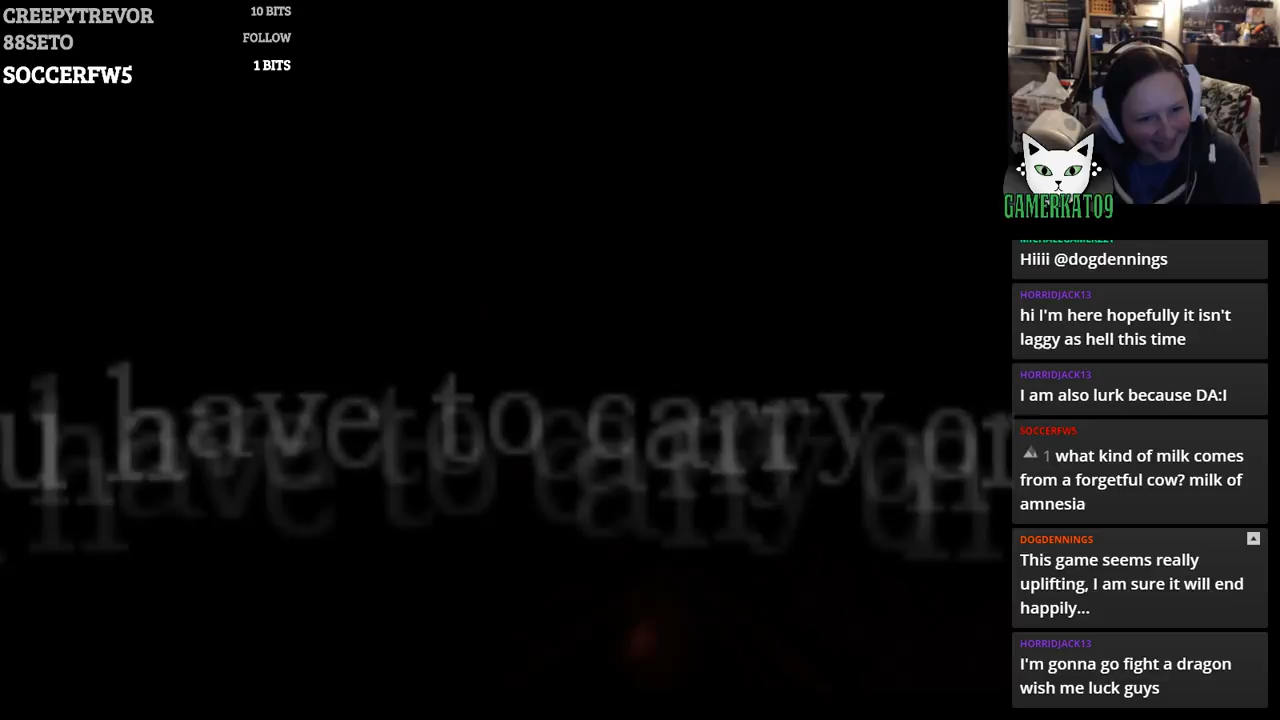 CREEPYTREVOR 10 BITS
88SETO FOLLOW
SOCCERFW5 1 BITS
GAMERKAT09
Hiiii @dogdennings
HORRIDJACK13
hi I'm here hopefully it isn't
laggy as hell this time
HORRIDJACK13
I am also lurk because DA:I
have to carry on
SOCCERFW5
1 what kind of milk comes
from a forgetful cow? milk of
amnesia
DOGDENNINGS
This game seems really
uplifting, I am sure it will end
happily...
HORRIDJACK13
I'm gonna go fight a dragon
wish me luck guys